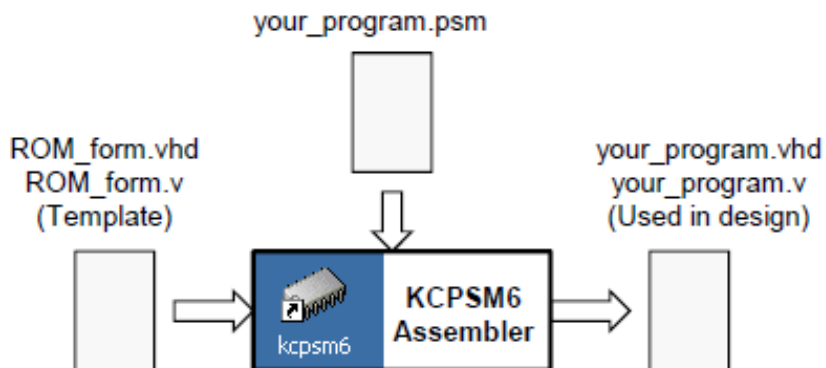 your_program.psm
ROM_form.vhd
ROM_form.v
(Template)
your_program.vhd
your_program.v
(Used in design)
kcpsm6
KCPSM6
Assembler